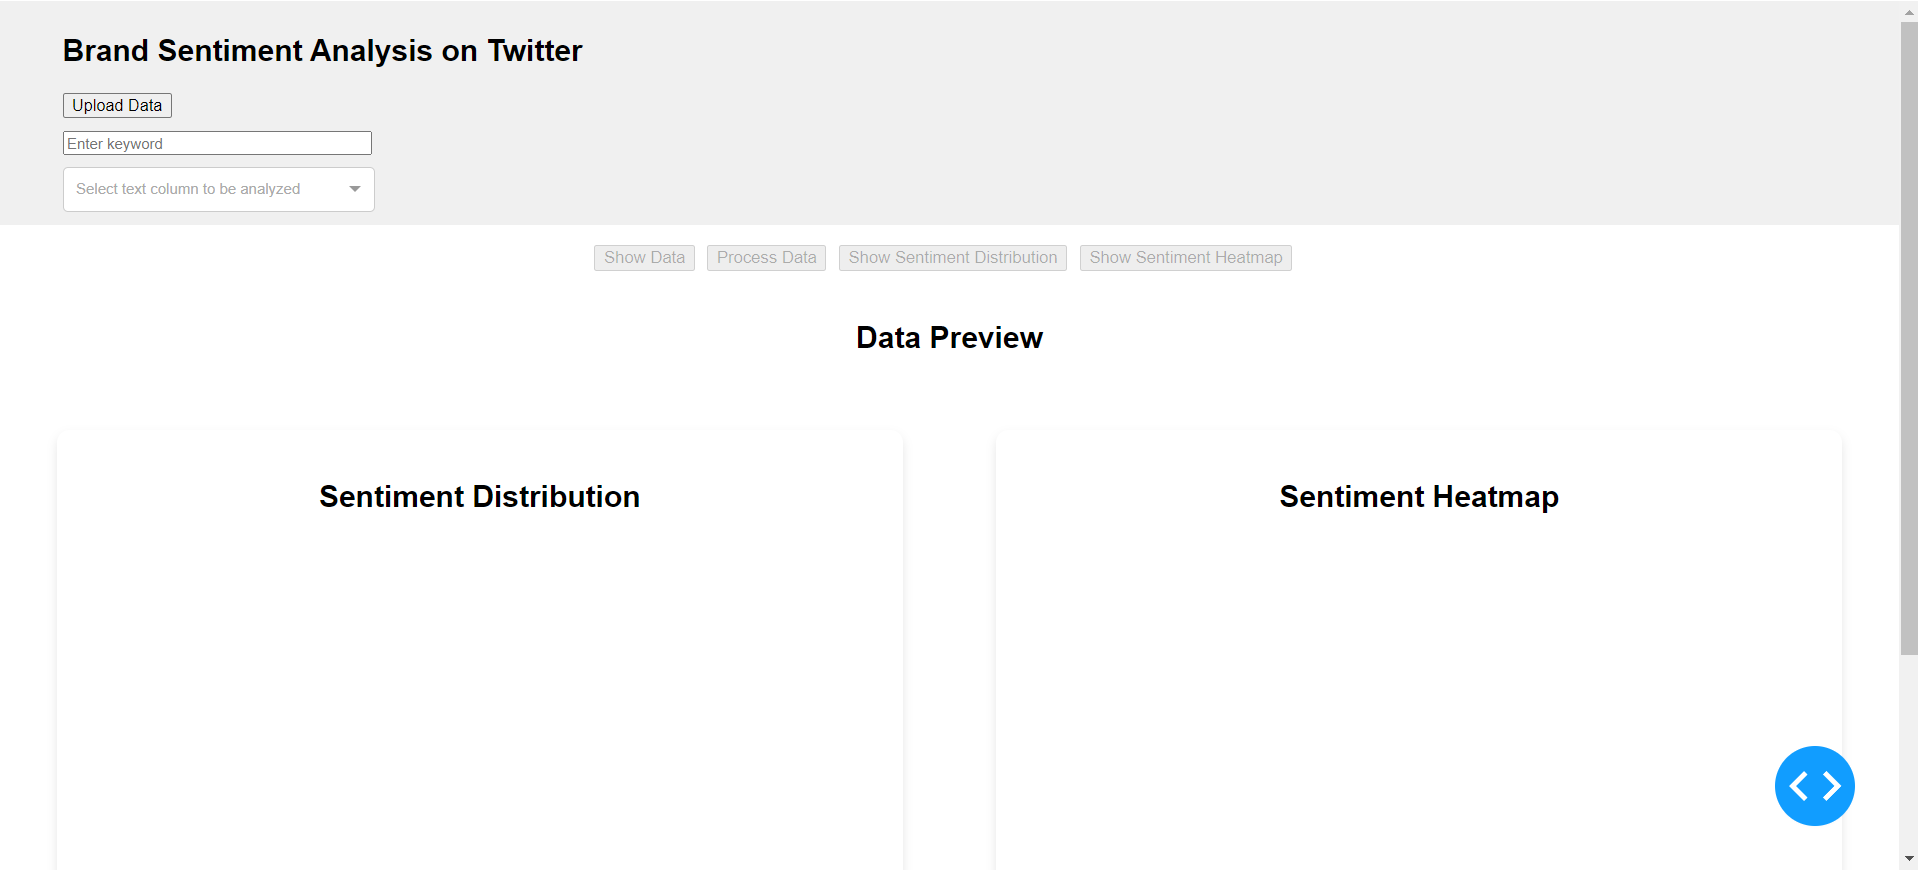 Brand Sentiment Analysis on Twitter
Upload Data
Enter keyword
Select text column to be analyzed
Show Data Process Data Show Sentiment Distribution Show Sentiment Heatmap
Data Preview
Sentiment Distribution Sentiment Heatmap